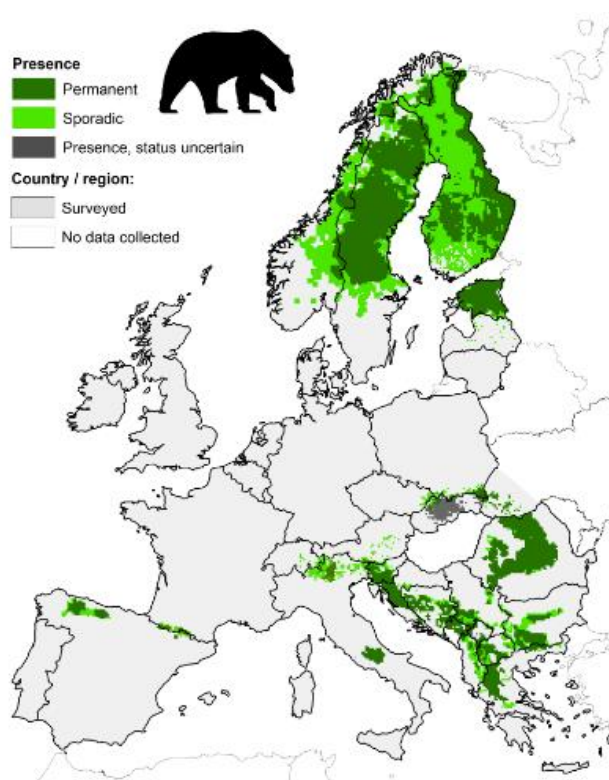 Presence
Permanent
Sporadic
Presence, status uncertain
Country / region:
Surveyed
No data collected